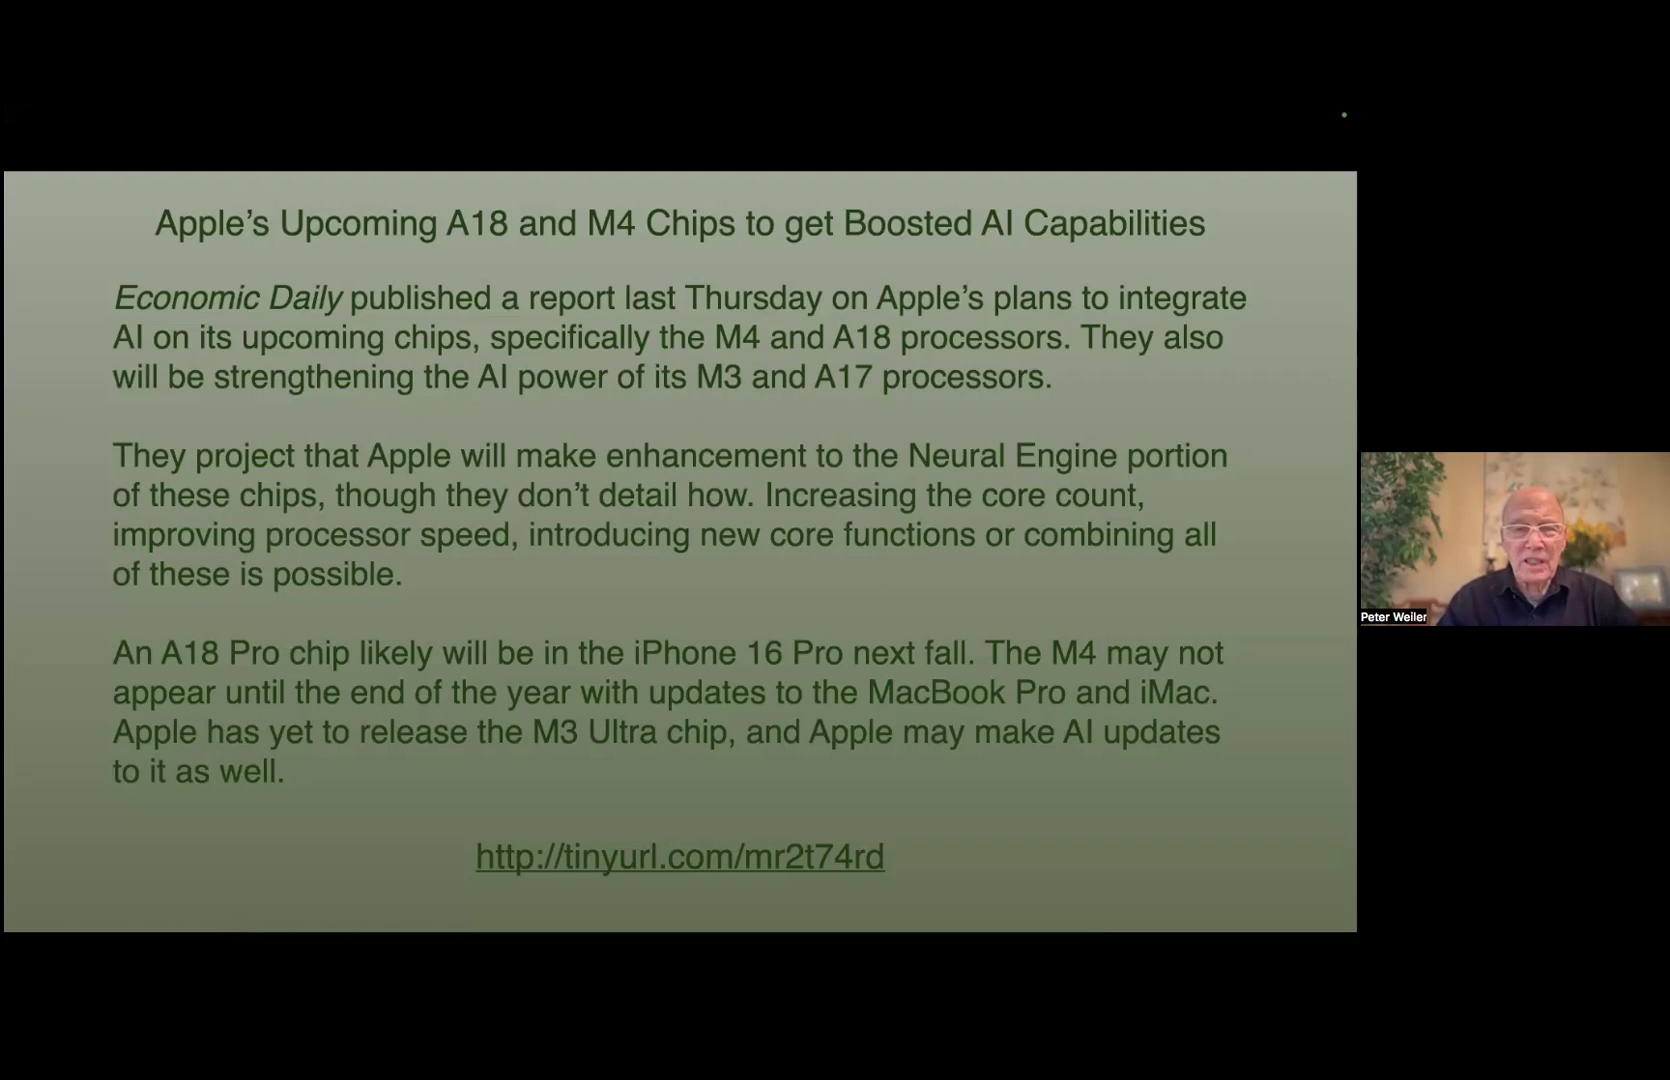 Apple’s Upcoming A18 and M4 Chips to get Boosted AI Capabilities
Economic Daily published a report last Thursday on Apple’s plans to integrate
AI on its upcoming chips, specifically the M4 and A18 processors. They also
will be strengthening the AI power of its M3 and A17 processors.
They project that Apple will make enhancement to the Neural Engine portion
of these chips, though they don’t detail how. Increasing the core count,
improving processor speed, introducing new core functions or combining all
of these is possible.
An A18 Pro chip likely will be in the iPhone 16 Pro next fall. The M4 may not
appear until the end of the year with updates to the MacBook Pro and iMac.
Apple has yet to release the M3 Ultra chip, and Apple may make AI updates
to it as well.
http://tinyurl.com/mr2t74rd
Peter Weiler